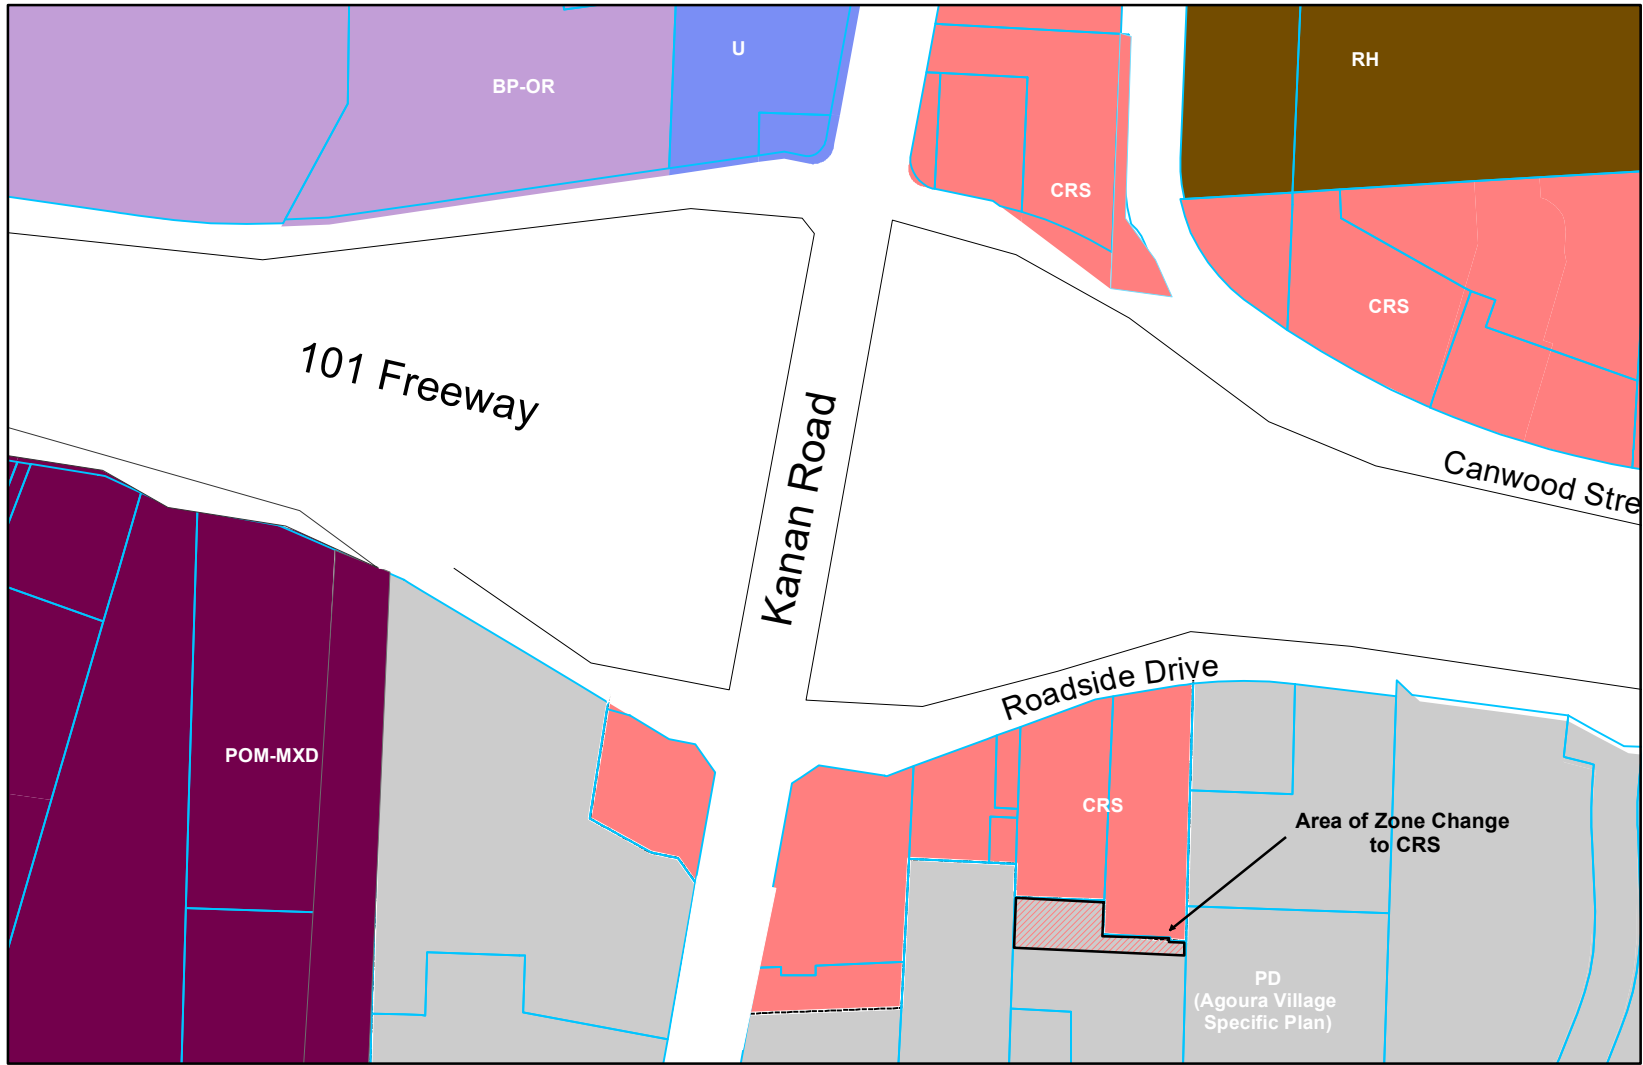 U
RH
BP-OR
CRS
CRS
101 Freeway
Kanan Road
Canwood Stre
Roadside Drive
POM-MXD
CRS
Area of Zone Change
to CRS
PD
(Agoura Village
Specific Plan)